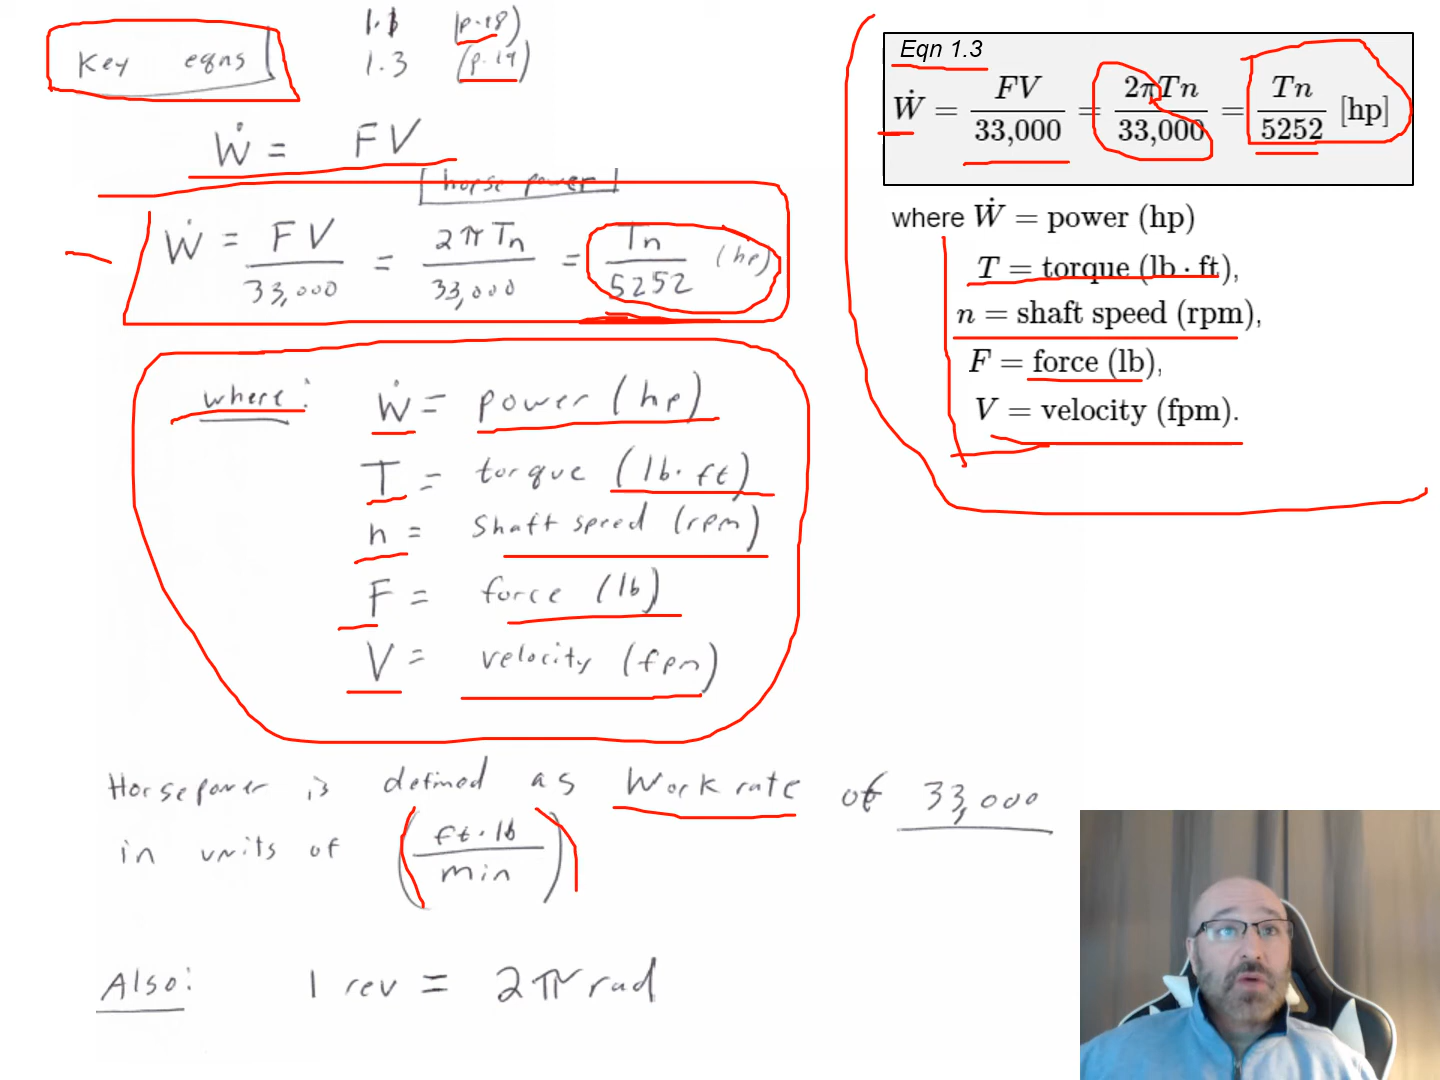 Key eqns
1.1 (p.18)
1.3 (p.19)
Ẇ = FV
[horse power]
Ẇ = FV / 33,000 = 2π Tn / 33,000 = Tn / 5252 (hp)
where: Ẇ = power (hp)
T = torque (lb·ft)
n = Shaft speed (rpm)
F = force (lb)
V = velocity (fpm)
Horsepower is defined as Work rate of 33,000
in units of (ft·lb / min)
Also: 1 rev = 2π rad
Eqn 1.3
Ẇ = FV / 33,000 = 2πTn / 33,000 = Tn / 5252 [hp]
where Ẇ = power (hp)
T = torque (lb · ft),
n = shaft speed (rpm),
F = force (lb),
V = velocity (fpm).